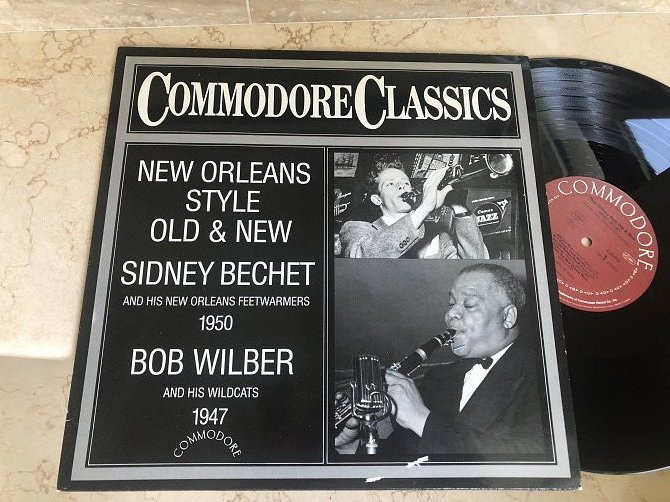 COMMODORE CLASSICS
NEW ORLEANS
STYLE
OLD & NEW
SIDNEY BECHET
AND HIS NEW ORLEANS FEETWARMERS
1950
BOB WILBER
AND HIS WILDCATS
1947
COMMODORE
JAZZ
COMMODORE